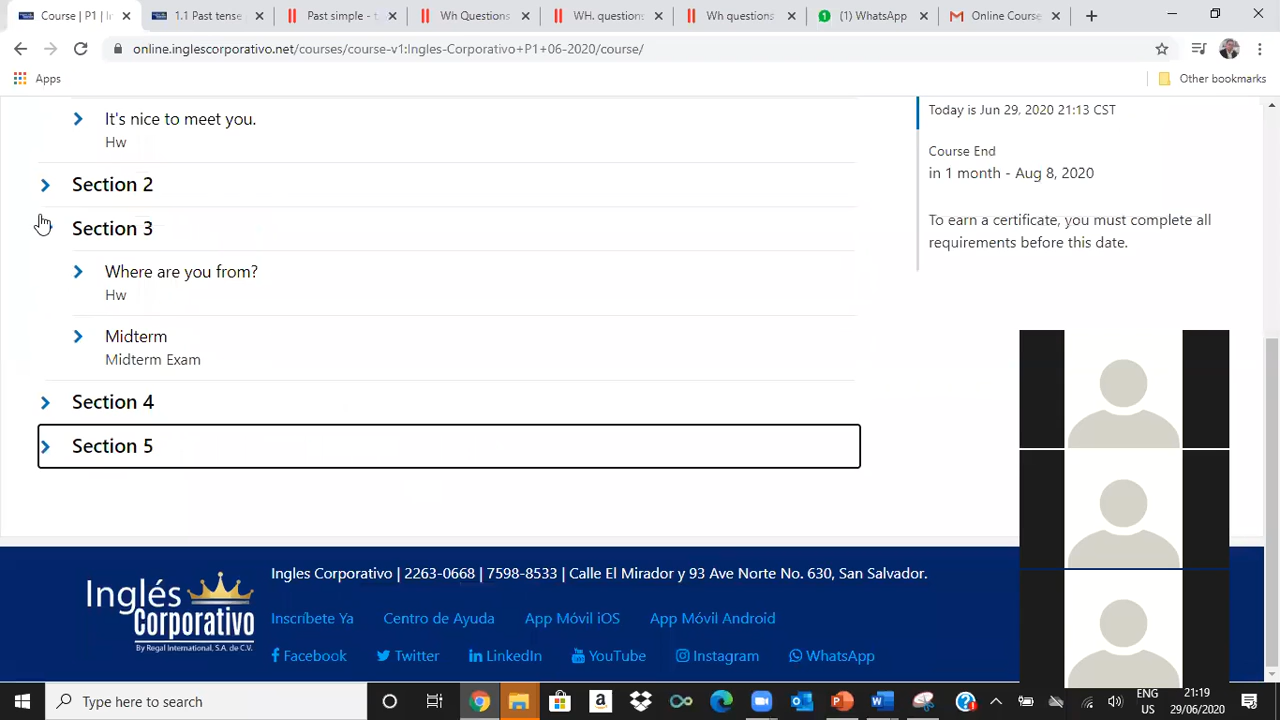 Course | P1 | In
1.1 Past tense
Past simple - t
Wh Questions
WH. questions
Wh questions
(1) WhatsApp
Online Course
online.inglescorporativo.net/courses/course-v1:Ingles-Corporativo+P1+06-2020/course/
Apps
Other bookmarks
It's nice to meet you.
Hw
Section 2
Section 3
Where are you from?
Hw
Midterm
Midterm Exam
Section 4
Section 5
Today is Jun 29, 2020 21:13 CST
Course End
in 1 month - Aug 8, 2020
To earn a certificate, you must complete all
requirements before this date.
Inglés
Corporativo
By Regal International, S.A. de C.V.
Ingles Corporativo | 2263-0668 | 7598-8533 | Calle El Mirador y 93 Ave Norte No. 630, San Salvador.
Inscríbete Ya
Centro de Ayuda
App Móvil iOS
App Móvil Android
Facebook
Twitter
LinkedIn
YouTube
Instagram
WhatsApp
Type here to search
ENG
US
21:19
29/06/2020